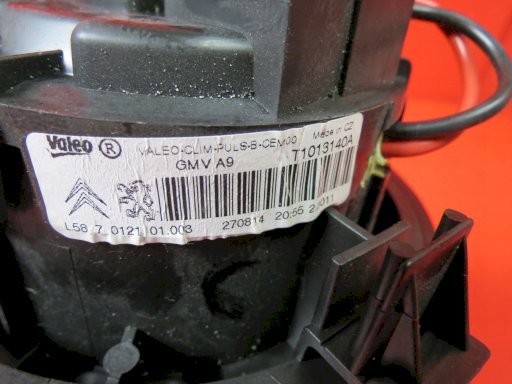 Valeo ® VALEO-CLIM-PULS-B-CEM00 Made in CZ
GMV A9 T1013140A
L58 7 0121 01.003 270814 20:55 2 011